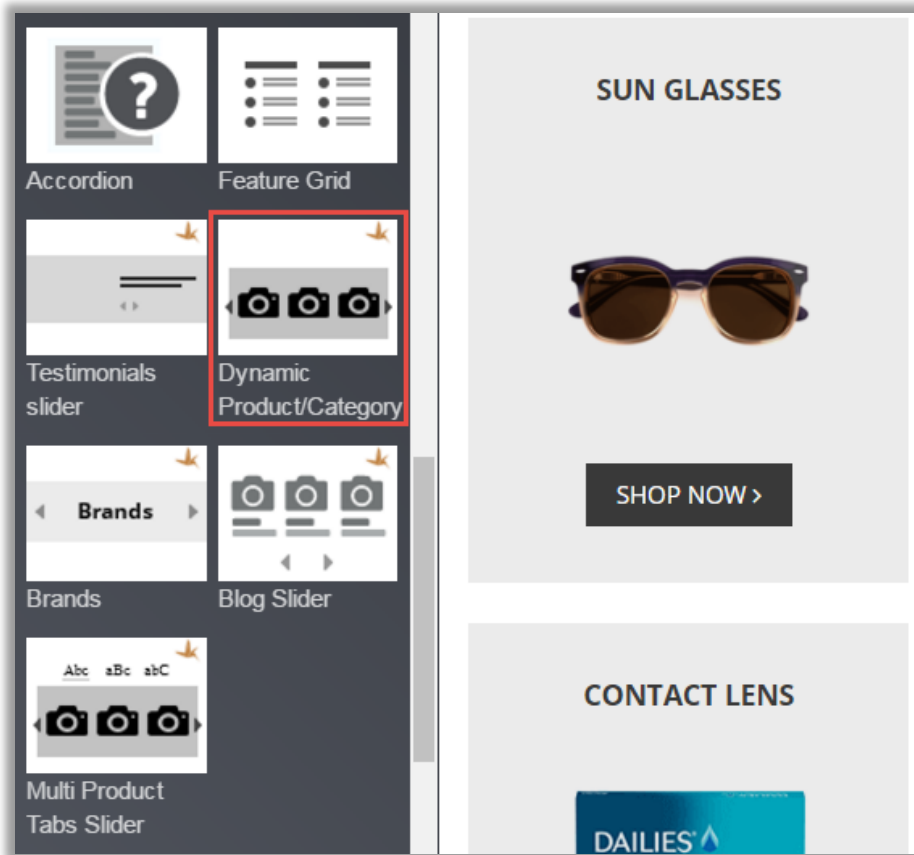 ?
Accordion
Feature Grid
Testimonials
slider
Dynamic
Product/Category
Brands
Brands
Blog Slider
Abc aBc abC
Multi Product
Tabs Slider
SUN GLASSES
SHOP NOW >
CONTACT LENS
DAILIES®